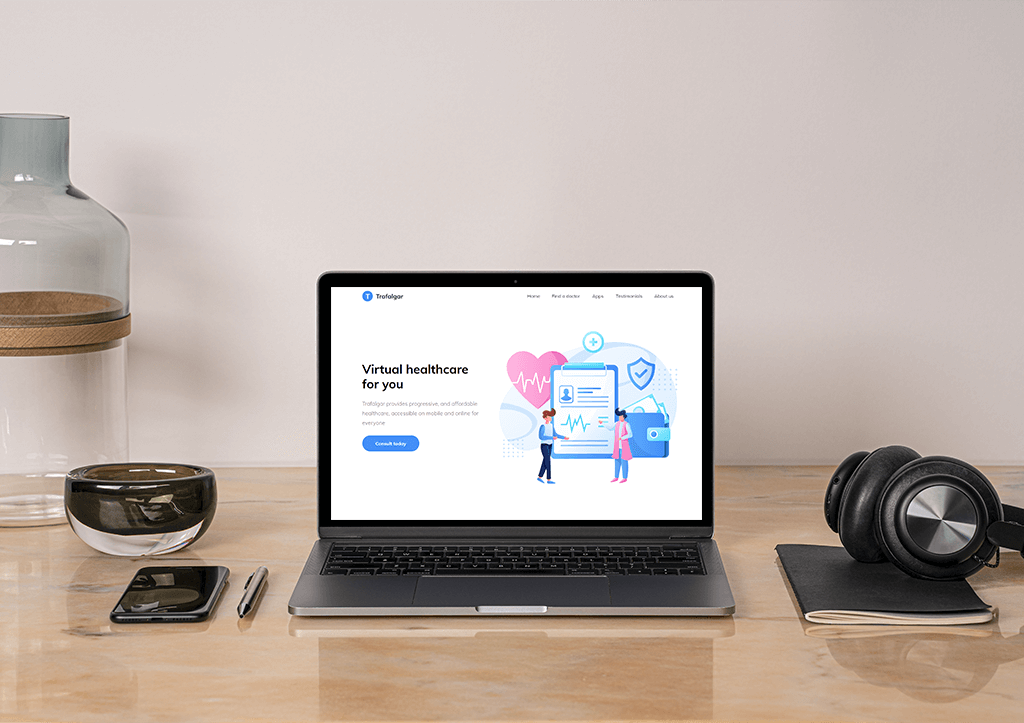 T Trafalgar
Home Find a doctor Apps Testimonials About us
Virtual healthcare
for you
Trafalgar provides progressive, and affordable
healthcare, accessible on mobile and online for
everyone
Consult today